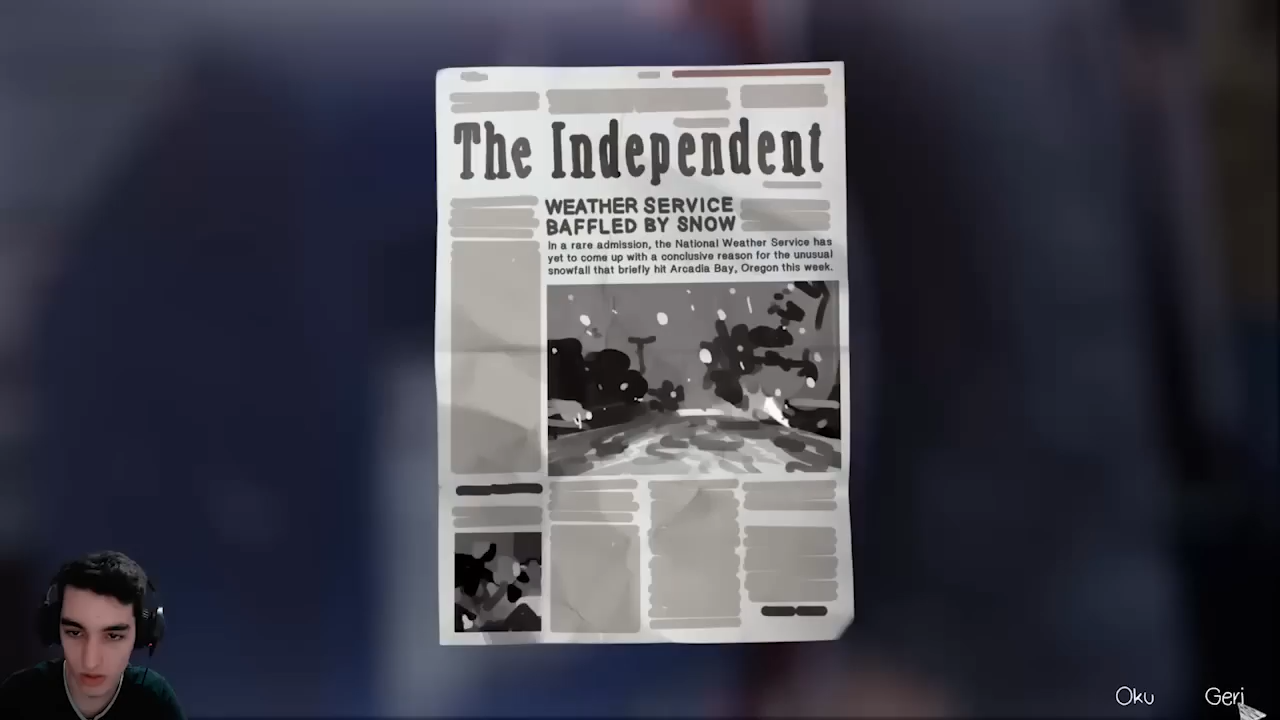 The Independent
WEATHER SERVICE
BAFFLED BY SNOW
In a rare admission, the National Weather Service has
yet to come up with a conclusive reason for the unusual
snowfall that briefly hit Arcadia Bay, Oregon this week.
Oku Geri